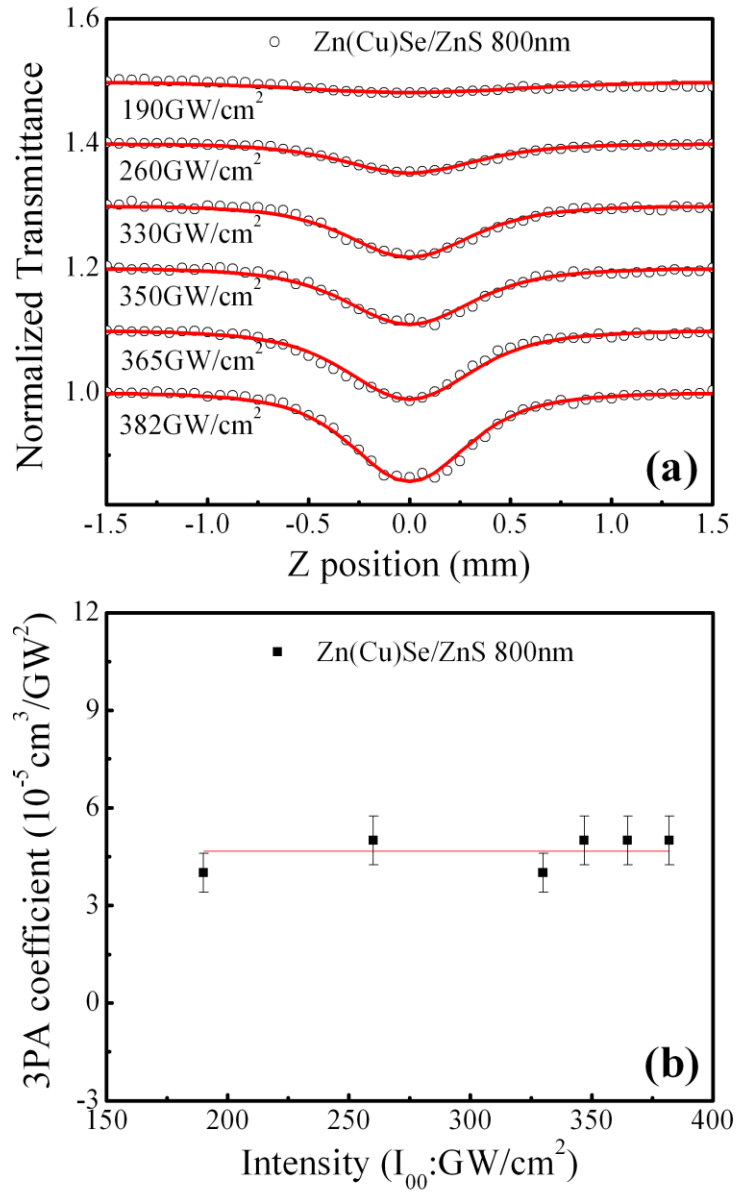 Normalized Transmittance
1.6
1.4
1.2
1.0
Zn(Cu)Se/ZnS 800nm
190GW/cm²
260GW/cm²
330GW/cm²
350GW/cm²
365GW/cm²
382GW/cm²
(a)
-1.5 -1.0 -0.5 0.0 0.5 1.0 1.5
Z position (mm)
3PA coefficient (10⁻⁵ cm³/GW²)
12
9
6
3
0
-3
Zn(Cu)Se/ZnS 800nm
(b)
150 200 250 300 350 400
Intensity (I₀₀:GW/cm²)